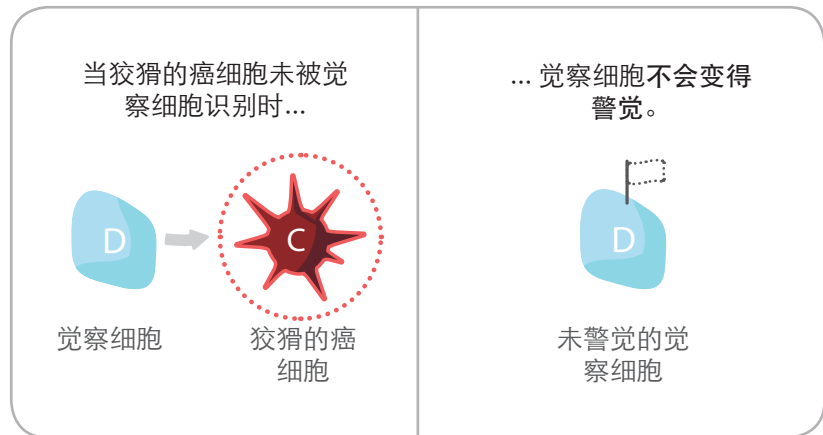 当狡猾的癌细胞未被觉
察细胞识别时...
D
C
觉察细胞
狡猾的癌
细胞
... 觉察细胞不会变得
警觉。
D
未警觉的觉
察细胞